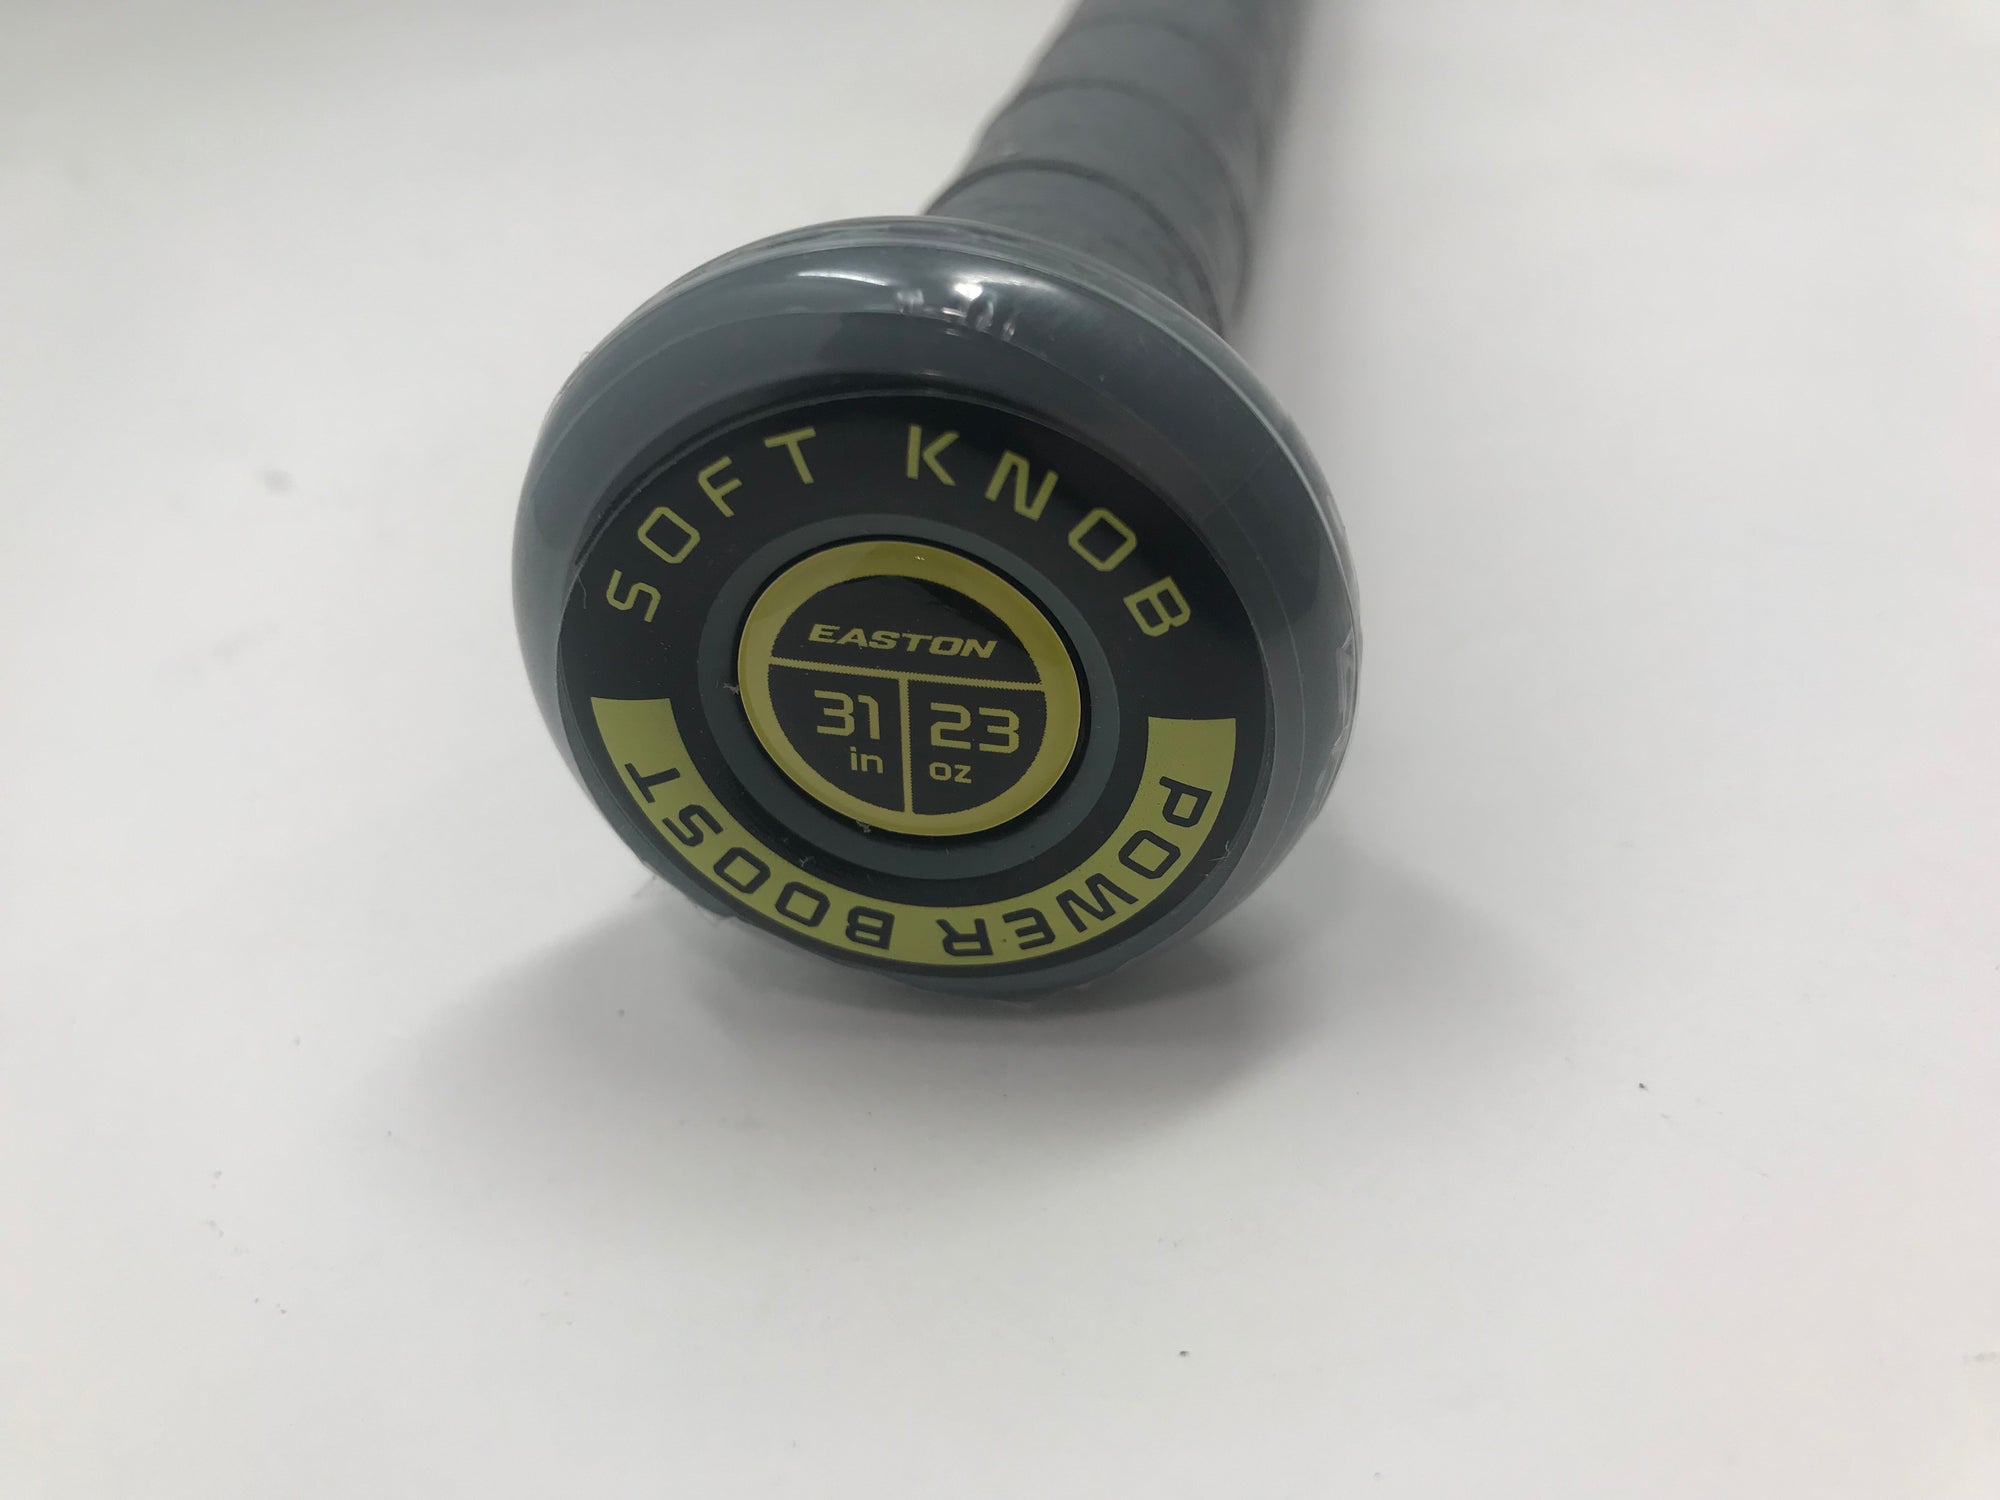 SOFT KNOB
EASTON
31 23
in oz
POWER BOOST